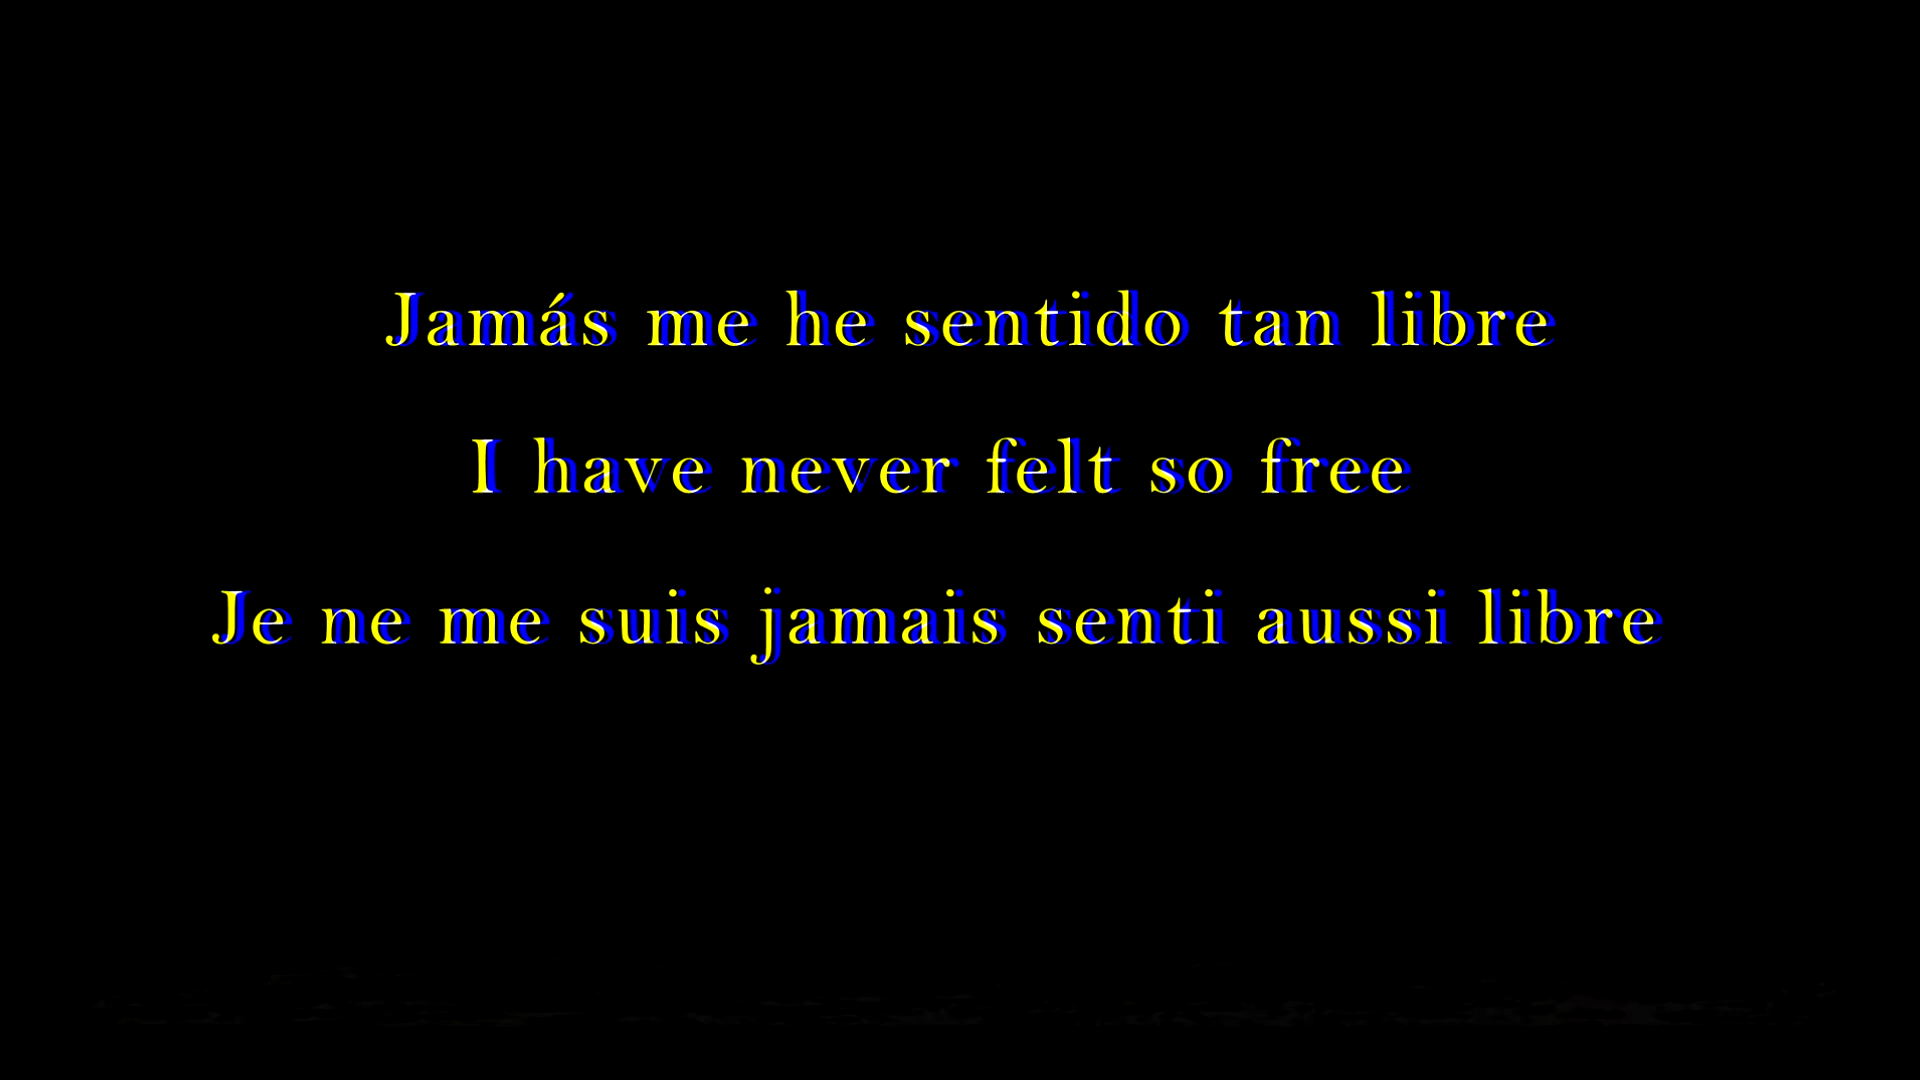 Jamás me he sentido tan libre
I have never felt so free
Je ne me suis jamais senti aussi libre